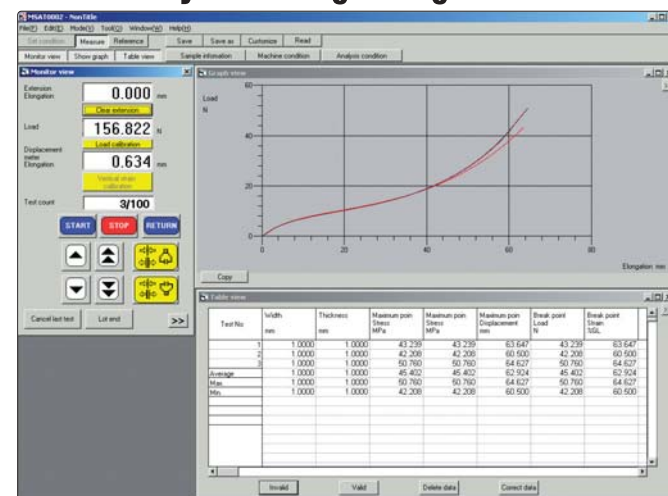 MSAT0002 - NonTitle
File(F) Edit(E) Mode(V) Tool(Q) Window(W) Help(H)
Set condition Measure Reference Save Save as Customize Read
Monitor view Show graph Table view Sample infomation Machine condition Analysis condition
Monitor view
Extension
Elongation 0.000 mm
Clear extension
Load 156.822 N
Load calibration
Displacement
meter
Elongation 0.634 mm
Vertical strain
calibration
Test count 3/100
START STOP RETURN
Cancel last test Lot end >>
Graph view
Load
N
60
40
20
0
0 20 40 60 80
Elongation mm
Copy
Table view
Test No. Width mm Thickness mm Maximum poin Stress MPa Maximum poin Stress MPa Maximum poin Displacement mm Break point Load N Break point Strain %GL
1 1.0000 1.0000 43.239 43.239 63.647 43.239 63.647
2 1.0000 1.0000 42.208 42.208 60.500 42.208 60.500
3 1.0000 1.0000 50.760 50.760 64.627 50.760 64.627
Average 1.0000 1.0000 45.402 45.402 62.924 45.402 62.924
Max 1.0000 1.0000 50.760 50.760 64.627 50.760 64.627
Min 1.0000 1.0000 42.208 42.208 60.500 42.208 60.500
Invalid Valid Delete data Correct data